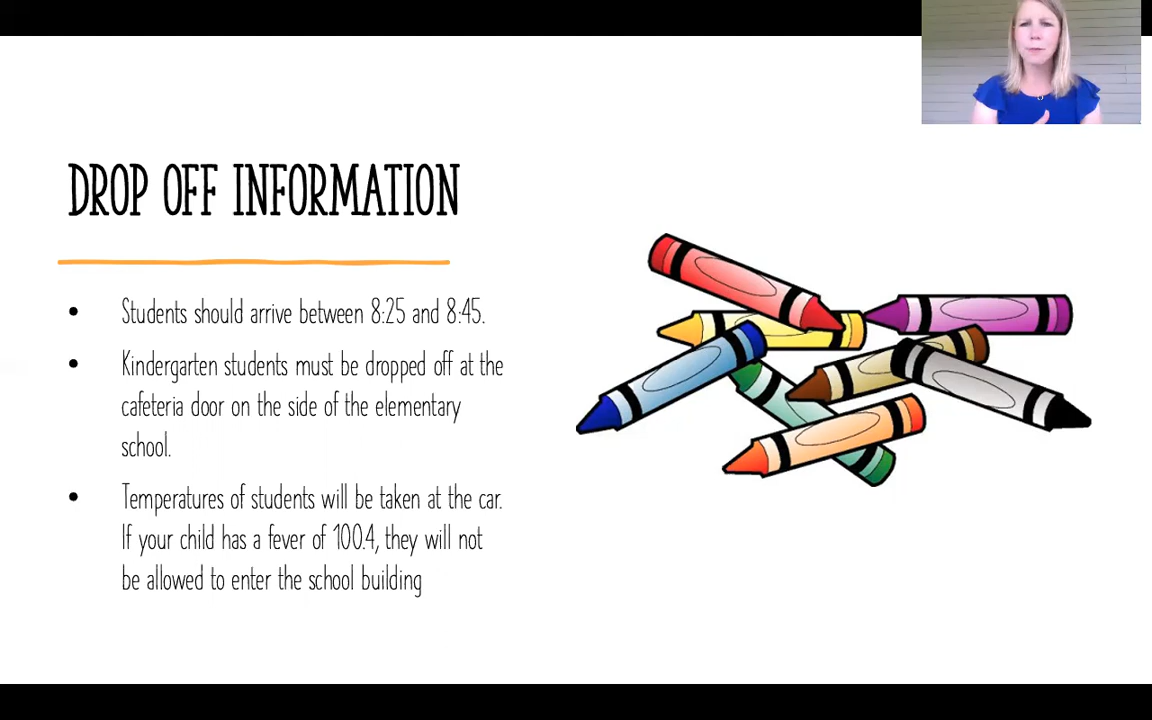 DROP OFF INFORMATION
• Students should arrive between 8:25 and 8:45.
• Kindergarten students must be dropped off at the
cafeteria door on the side of the elementary
school.
• Temperatures of students will be taken at the car.
If your child has a fever of 100.4, they will not
be allowed to enter the school building